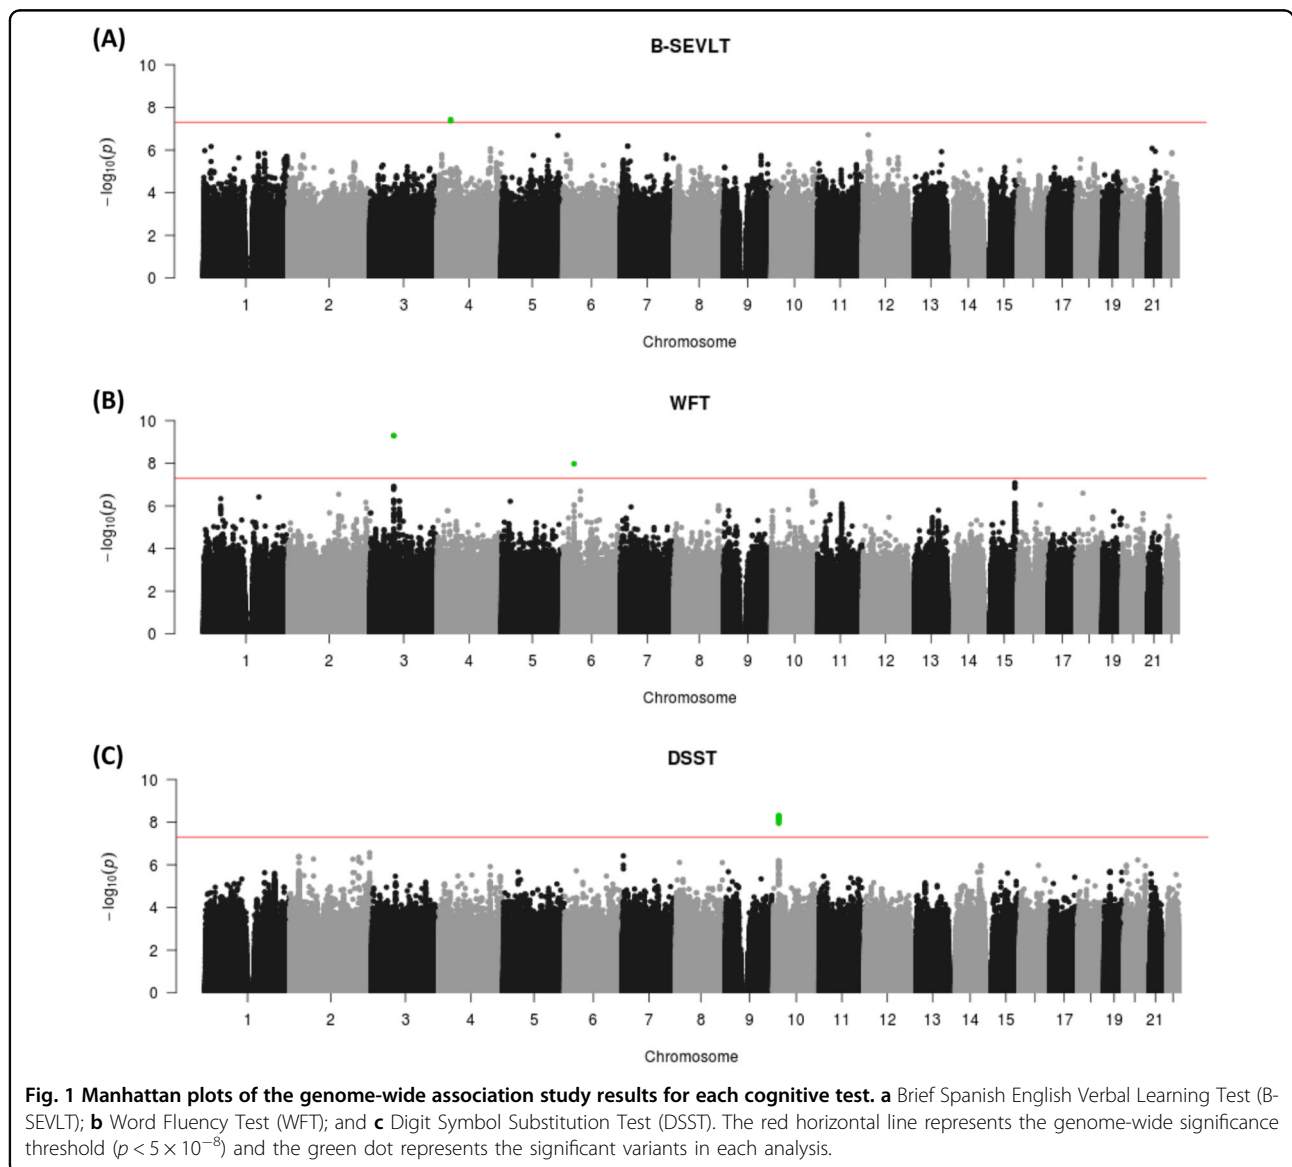 (A)
B-SEVLT
10
8
6
4
2
0
−log10(p)
1 2 3 4 5 6 7 8 9 10 11 12 13 14 15 17 19 21
Chromosome
(B)
WFT
10
8
6
4
2
0
−log10(p)
1 2 3 4 5 6 7 8 9 10 11 12 13 14 15 17 19 21
Chromosome
(C)
DSST
10
8
6
4
2
0
−log10(p)
1 2 3 4 5 6 7 8 9 10 11 12 13 14 15 17 19 21
Chromosome
Fig. 1 Manhattan plots of the genome-wide association study results for each cognitive test. a Brief Spanish English Verbal Learning Test (B-
SEVLT); b Word Fluency Test (WFT); and c Digit Symbol Substitution Test (DSST). The red horizontal line represents the genome-wide significance
threshold (p < 5 × 10⁻⁸) and the green dot represents the significant variants in each analysis.